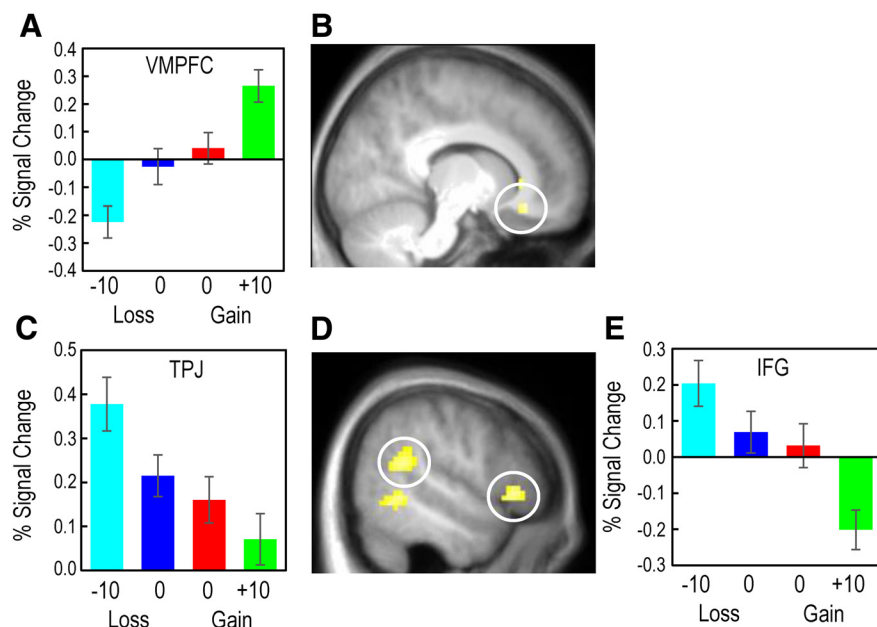 A
VMPFC
% Signal Change
0.4
0.3
0.2
0.1
0.0
-0.1
-0.2
-0.3
-0.4
-10 0 0 +10
Loss Gain
B
C
TPJ
% Signal Change
0.5
0.4
0.3
0.2
0.1
0.0
-10 0 0 +10
Loss Gain
D
E
IFG
% Signal Change
0.3
0.2
0.1
0.0
-0.1
-0.2
-0.3
-10 0 0 +10
Loss Gain